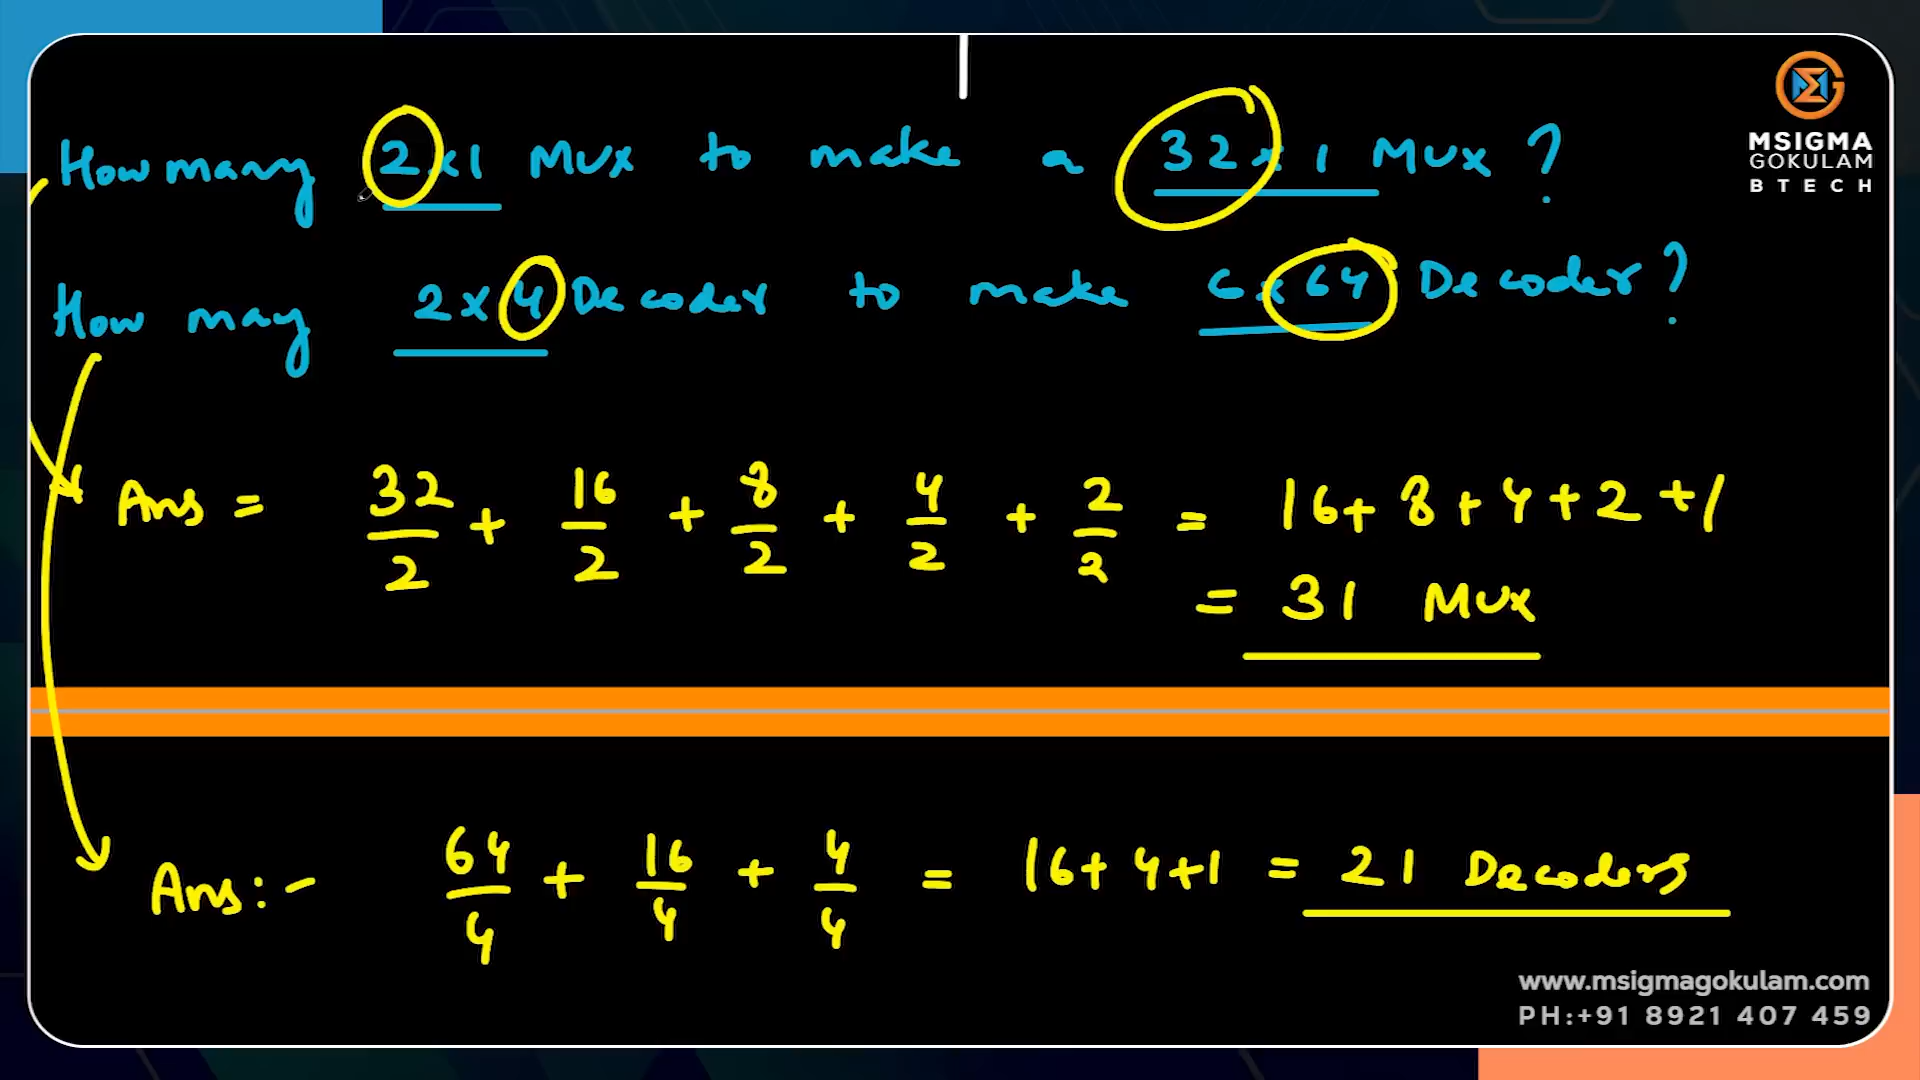 MSIGMA
GOKULAM
BTECH
How many 2x1 Mux to make a 32x1 Mux?
How may 2x4 Decoder to make 6x64 Decoder?
Ans = 32/2 + 16/2 + 8/2 + 4/2 + 2/2 = 16+8+4+2+1
= 31 Mux
Ans:- 64/4 + 16/4 + 4/4 = 16+4+1 = 21 Decoders
www.msigmagokulam.com
PH:+91 8921 407 459